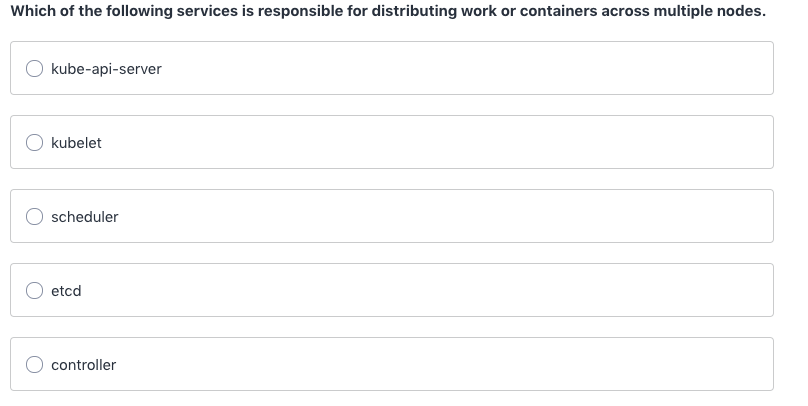 Which of the following services is responsible for distributing work or containers across multiple nodes.
kube-api-server
kubelet
scheduler
etcd
controller